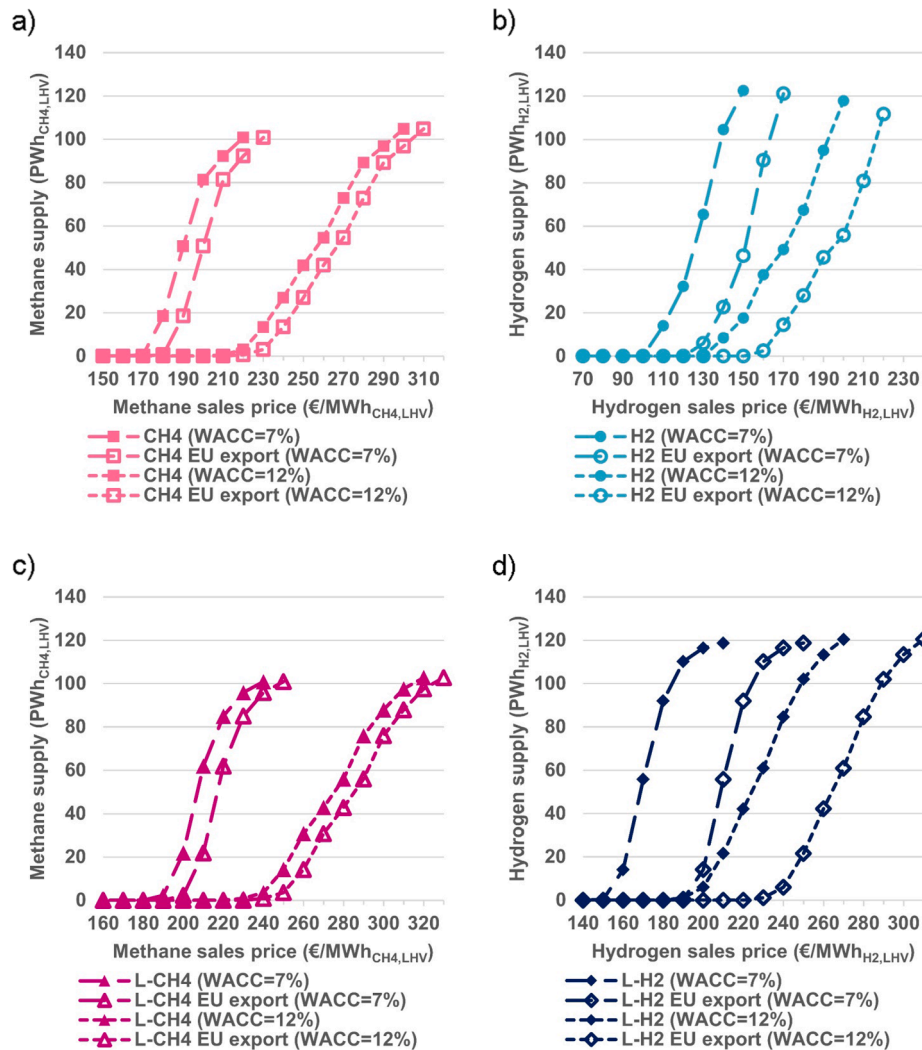 a)
140
120
100
80
60
40
20
0
Methane supply (PWhCH4,LHV)
150 170 190 210 230 250 270 290 310
Methane sales price (€/MWhCH4,LHV)
CH4 (WACC=7%)
CH4 EU export (WACC=7%)
CH4 (WACC=12%)
CH4 EU export (WACC=12%)
b)
140
120
100
80
60
40
20
0
Hydrogen supply (PWhH2,LHV)
70 90 110 130 150 170 190 210 230
Hydrogen sales price (€/MWhH2,LHV)
H2 (WACC=7%)
H2 EU export (WACC=7%)
H2 (WACC=12%)
H2 EU export (WACC=12%)
c)
140
120
100
80
60
40
20
0
Methane supply (PWhCH4,LHV)
160 180 200 220 240 260 280 300 320
Methane sales price (€/MWhCH4,LHV)
L-CH4 (WACC=7%)
L-CH4 EU export (WACC=7%)
L-CH4 (WACC=12%)
L-CH4 EU export (WACC=12%)
d)
140
120
100
80
60
40
20
0
Hydrogen supply (PWhH2,LHV)
140 160 180 200 220 240 260 280 300
Hydrogen sales price (€/MWhH2,LHV)
L-H2 (WACC=7%)
L-H2 EU export (WACC=7%)
L-H2 (WACC=12%)
L-H2 EU export (WACC=12%)